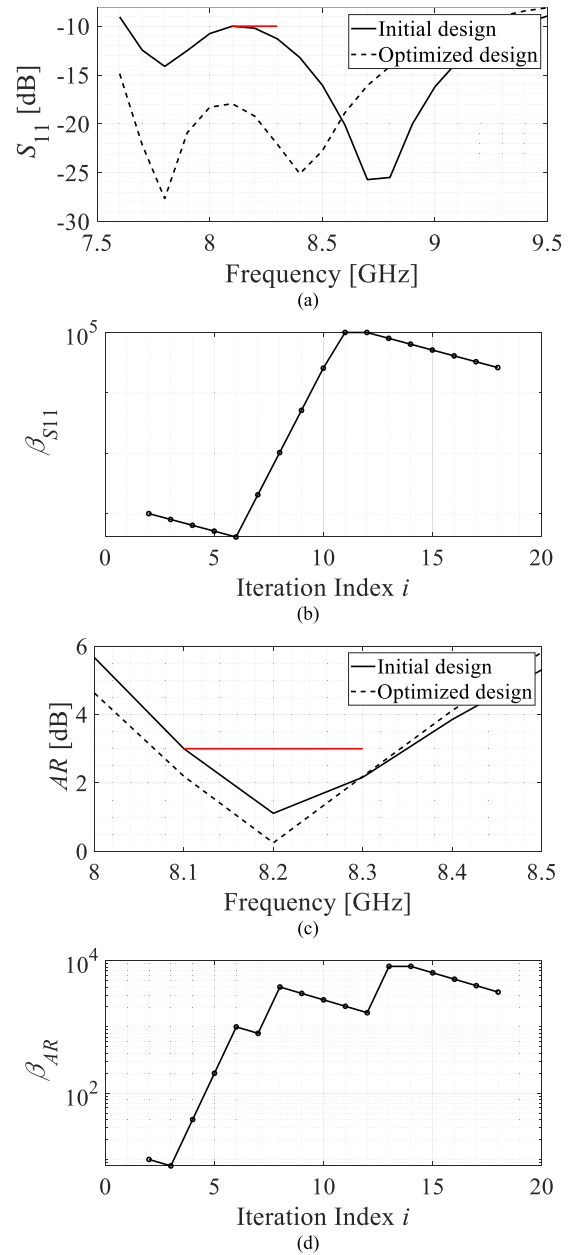 -10
-15
-20
-25
-30
S11 [dB]
Initial design
Optimized design
7.5 8 8.5 9 9.5
Frequency [GHz]
(a)
10^5
β_S11
0 5 10 15 20
Iteration Index i
(b)
6
4
2
0
AR [dB]
Initial design
Optimized design
8 8.1 8.2 8.3 8.4 8.5
Frequency [GHz]
(c)
10^4
10^2
β_AR
0 5 10 15 20
Iteration Index i
(d)